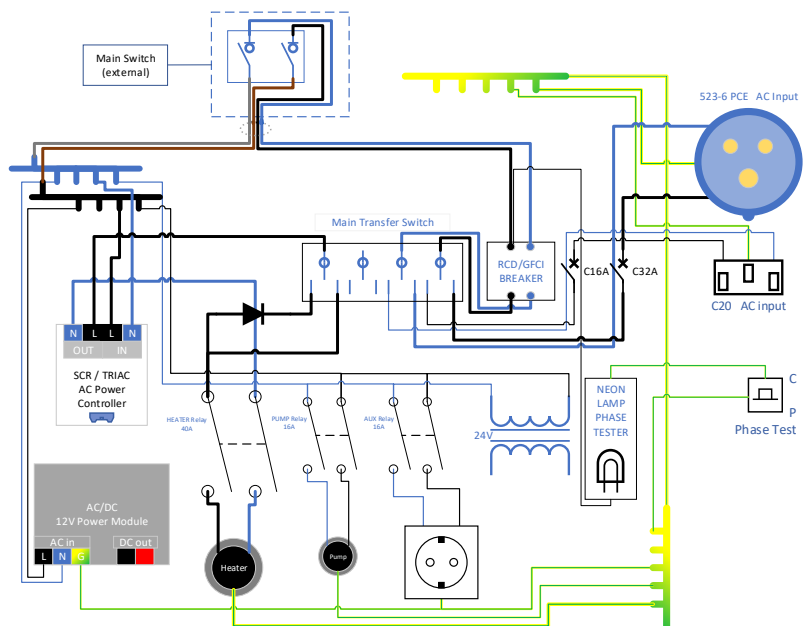 Main Switch
(external)
523-6 PCE AC Input
Main Transfer Switch
RCD/GFCI
BREAKER
C16A
C32A
C20 AC input
N L L N
OUT IN
SCR / TRIAC
AC Power
Controller
HEATER Relay
40A
PUMP Relay
16A
AUX Relay
16A
24V
NEON
LAMP
PHASE
TESTER
C
P
Phase Test
AC/DC
12V Power Module
AC in
DC out
L N G
Heater
Pump